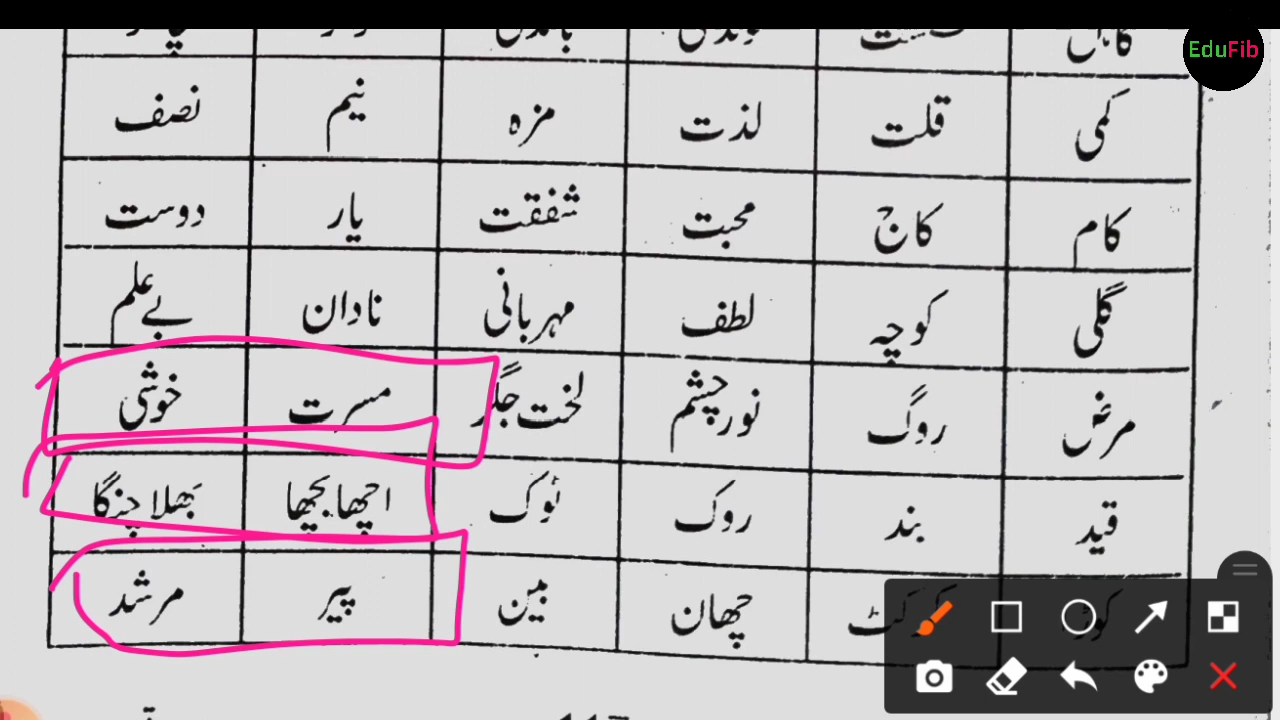 EduFib
کمی قلت لذت مزہ نیم نصف
کام کاج محبت شفقت یار دوست
گلی کوچہ لطف مہربانی نادان بے علم
مرض روگ نور چشم لخت جگر مسرت خوشی
قید بند روک ٹوک اچھا بچھا بھلا چنگا
چھان بین پیر مرشد